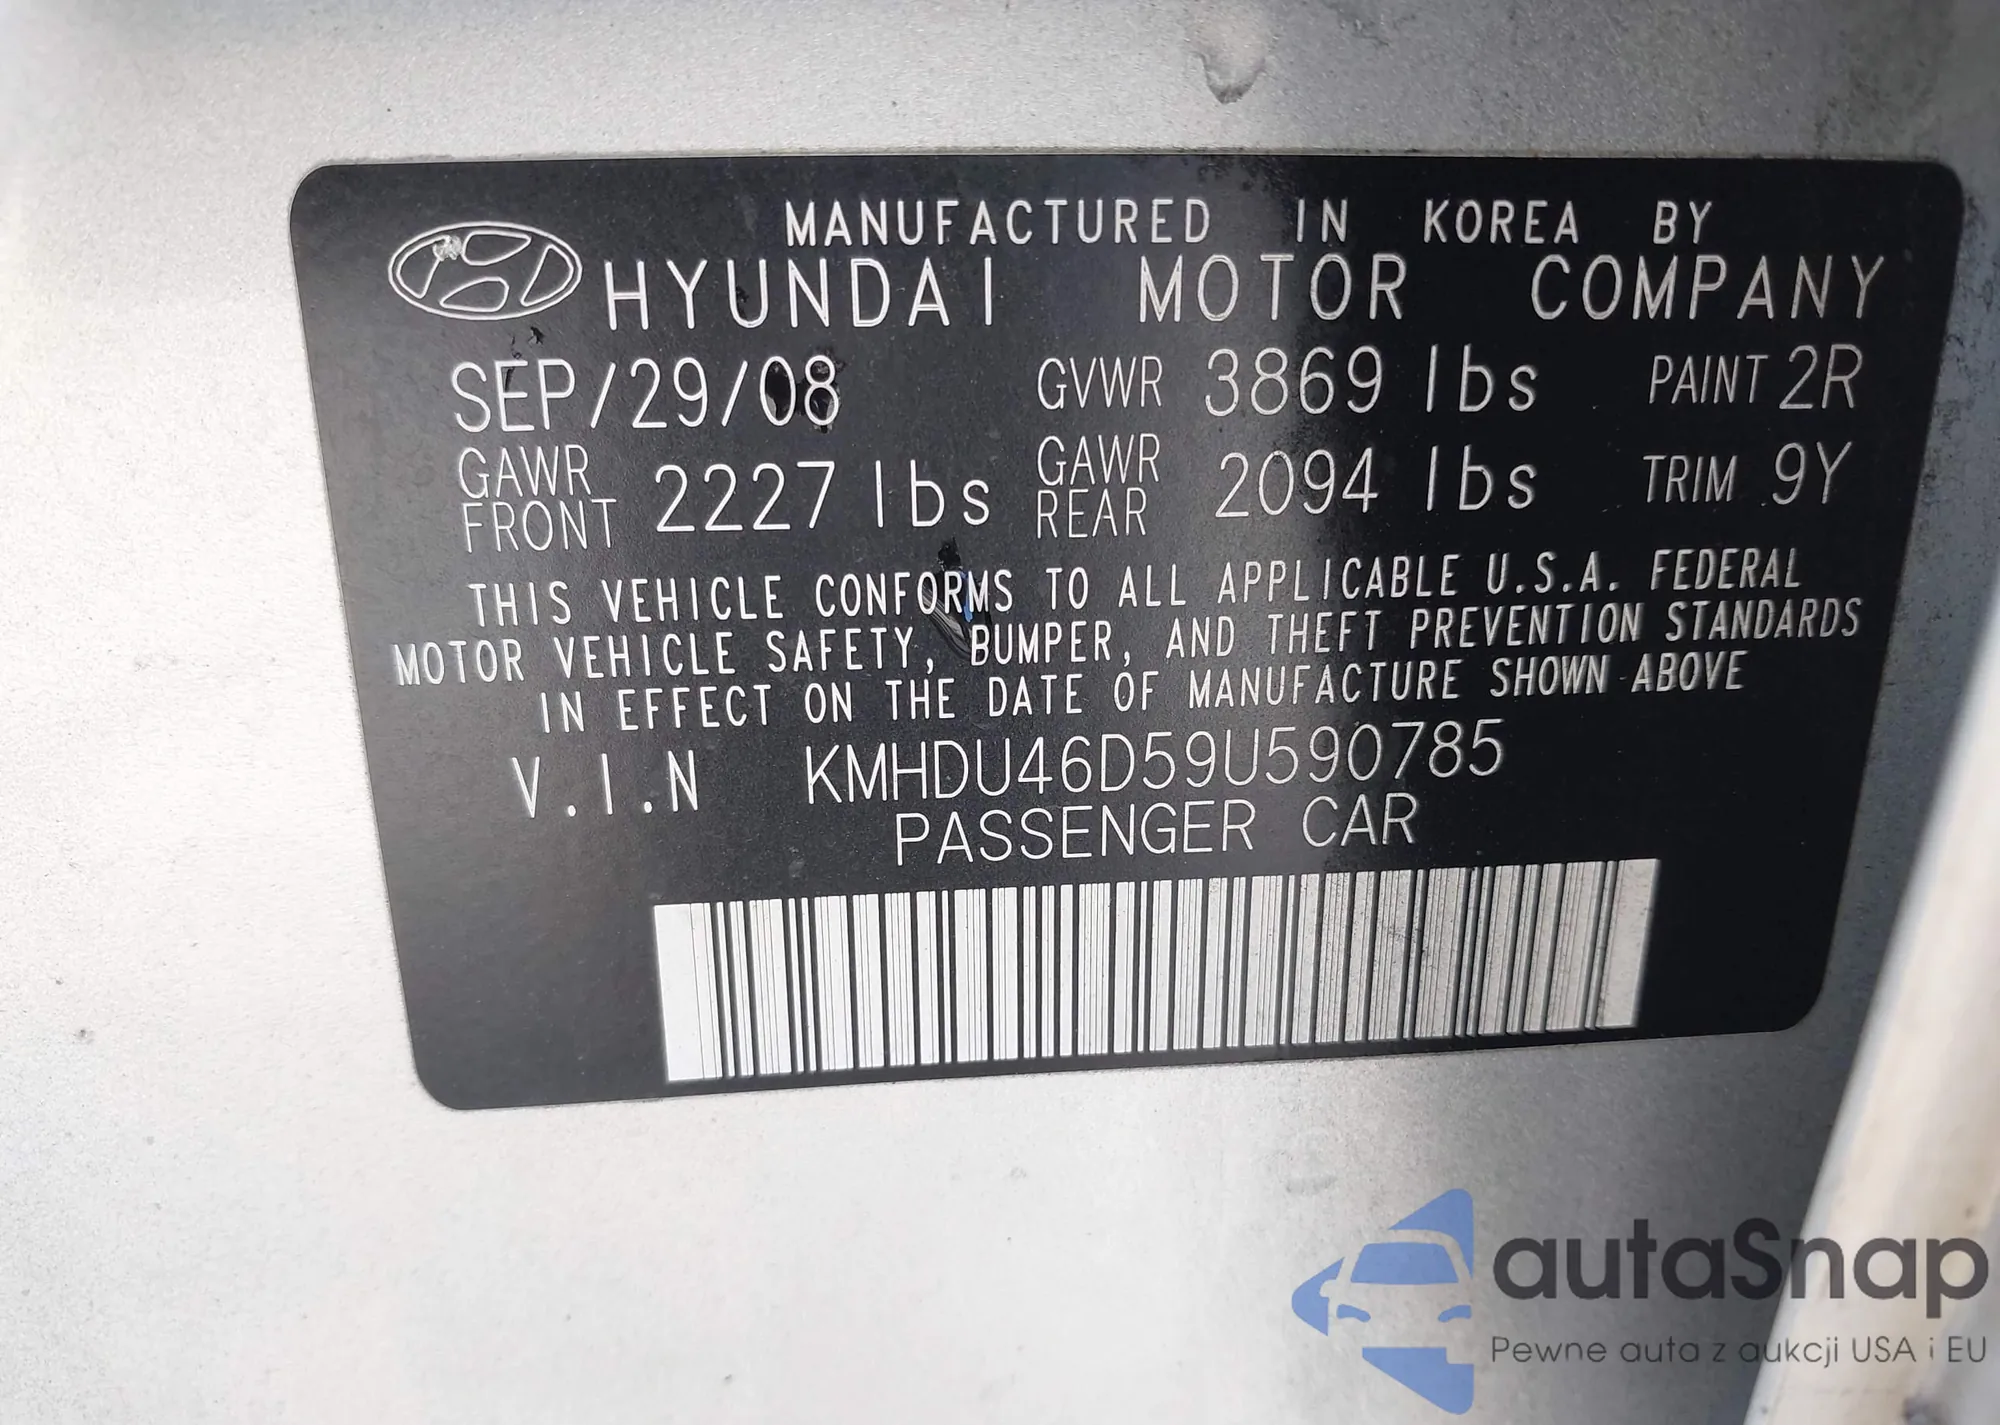 MANUFACTURED IN KOREA BY
HYUNDAI MOTOR COMPANY
SEP/29/08 GVWR 3869 lbs PAINT 2R
GAWR FRONT 2227 lbs GAWR REAR 2094 lbs TRIM 9Y
THIS VEHICLE CONFORMS TO ALL APPLICABLE U.S.A. FEDERAL
MOTOR VEHICLE SAFETY, BUMPER, AND THEFT PREVENTION STANDARDS
IN EFFECT ON THE DATE OF MANUFACTURE SHOWN ABOVE
V.I.N KMHDU46D59U590785
PASSENGER CAR
autaSnap
Pewne auta z aukcji USA i EU